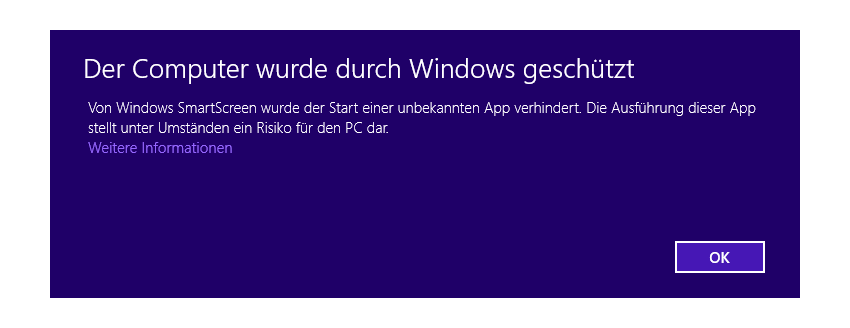 Der Computer wurde durch Windows geschützt
Von Windows SmartScreen wurde der Start einer unbekannten App verhindert. Die Ausführung dieser App
stellt unter Umständen ein Risiko für den PC dar.
Weitere Informationen
OK